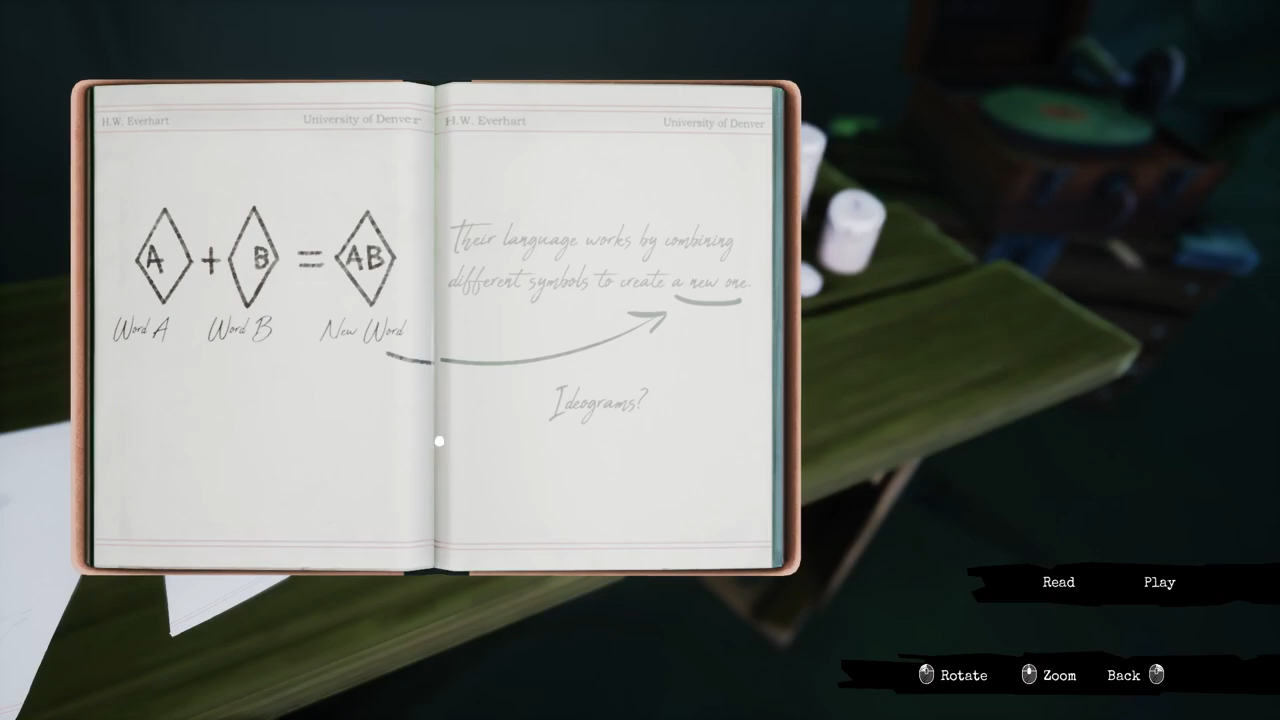 H.W. Everhart University of Denver
A + B = AB
Word A Word B New Word
H.W. Everhart University of Denver
Their language works by combining
different symbols to create a new one.
Ideograms?
Read Play
Rotate Zoom Back